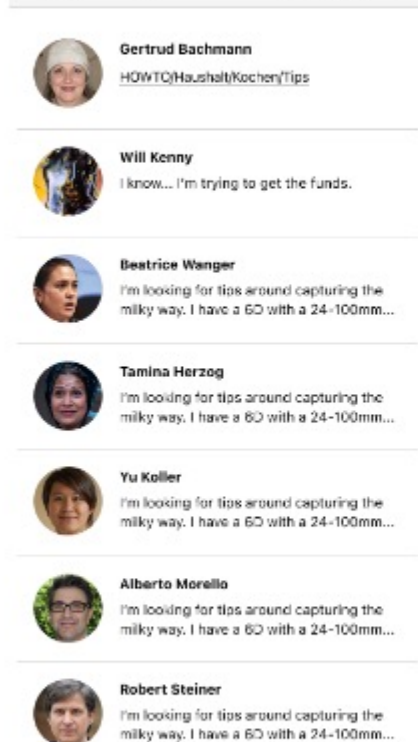 Gertrud Bachmann
HOWTO/Haushalt/Kochen/Tips
Will Kenny
I know... I'm trying to get the funds.
Beatrice Wanger
I'm looking for tips around capturing the
milky way. I have a 6D with a 24-100mm...
Tamina Herzog
I'm looking for tips around capturing the
milky way. I have a 6D with a 24-100mm...
Yu Koller
I'm looking for tips around capturing the
milky way. I have a 6D with a 24-100mm...
Alberto Morello
I'm looking for tips around capturing the
milky way. I have a 6D with a 24-100mm...
Robert Steiner
I'm looking for tips around capturing the
milky way. I have a 6D with a 24-100mm...